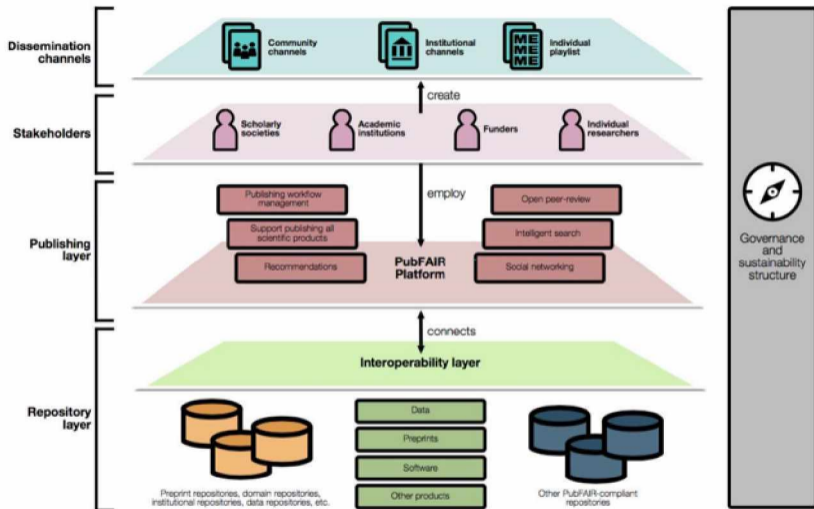 Dissemination
channels
Community
channels
Institutional
channels
ME
ME
ME
Individual
playlist
create
Stakeholders
Scholarly
societies
Academic
institutions
Funders
Individual
researchers
employ
Publishing
layer
Publishing workflow
management
Support publishing all
scientific products
Recommendations
PubFAIR
Platform
Open peer-review
Intelligent search
Social networking
connects
Interoperability layer
Repository
layer
Data
Preprints
Software
Other products
Preprint repositories, domain repositories,
institutional repositories, data repositories, etc.
Other PubFAIR-compliant
repositories
Governance
and
sustainability
structure